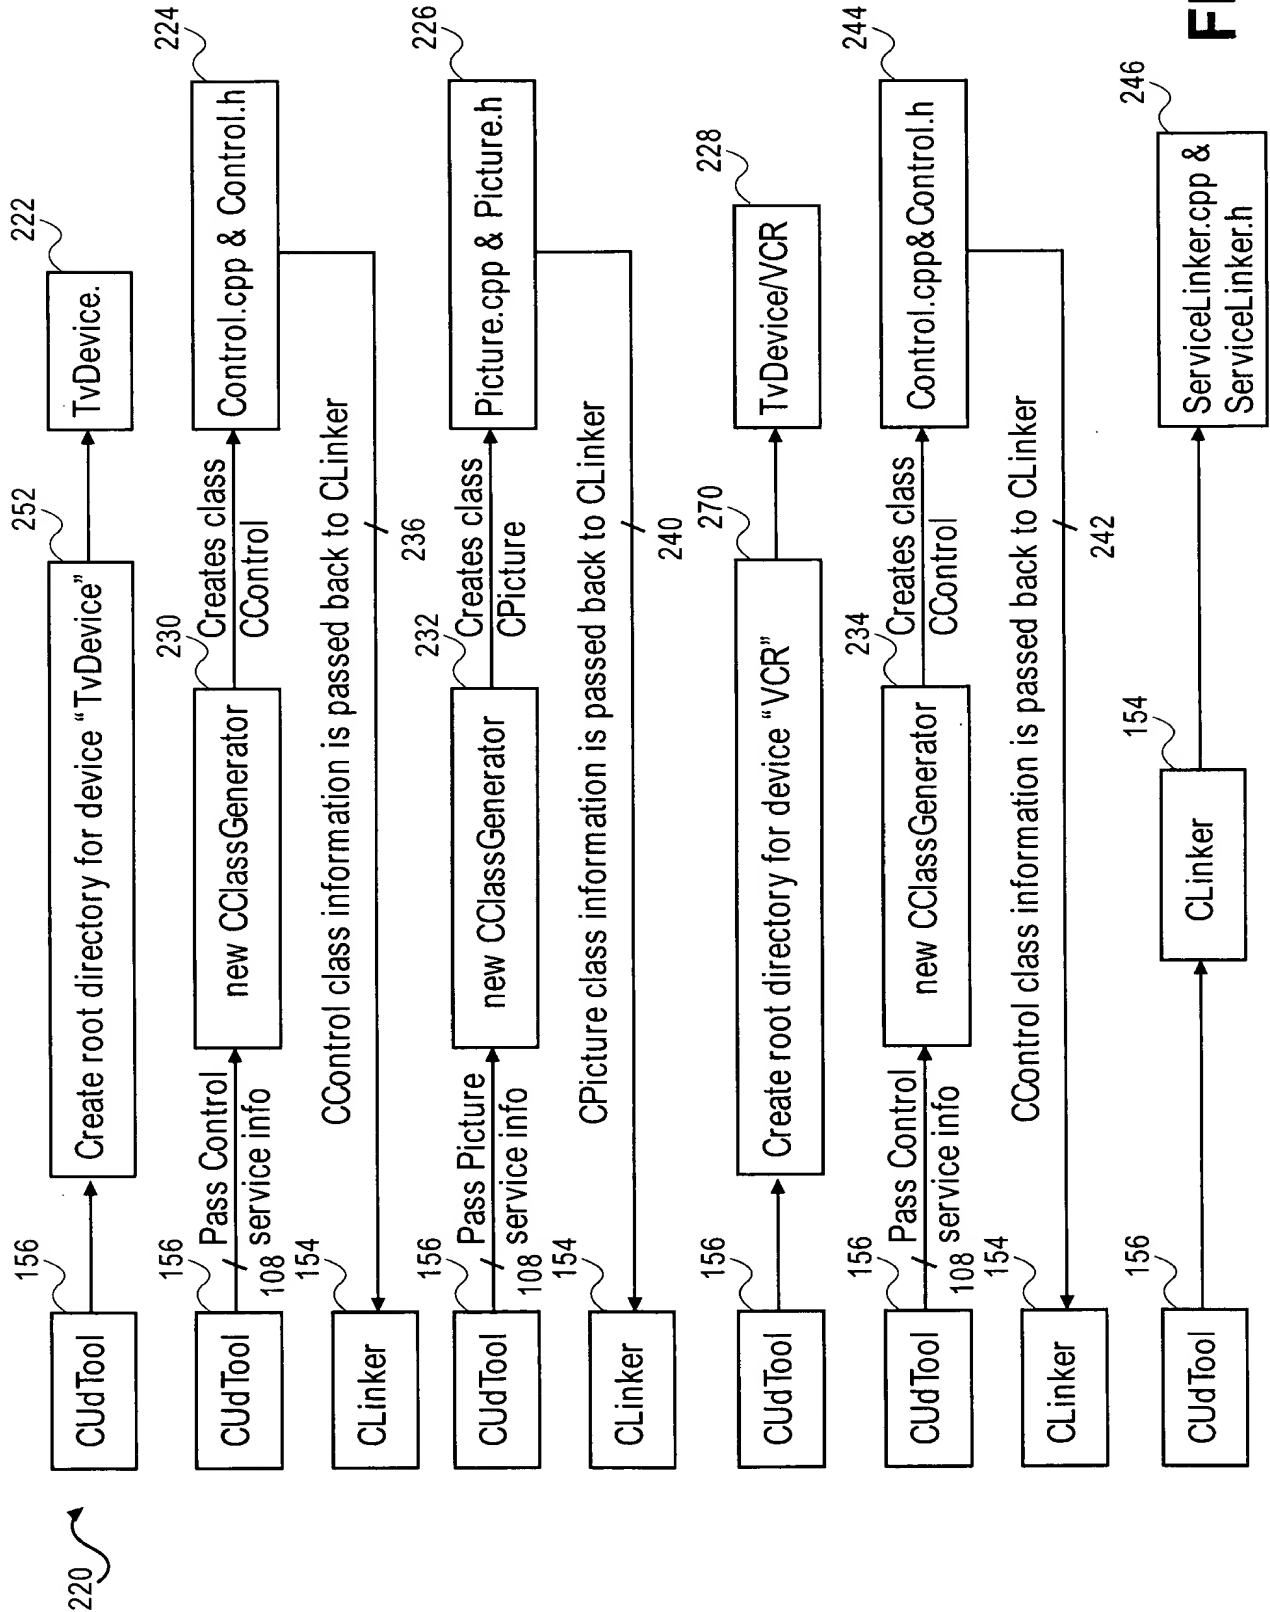 220
156
CUdTool
252
Create root directory for device “TvDevice”
222
TvDevice.
156
CUdTool
Pass Control
service info
108
230
new CClassGenerator
Creates class
CControl
224
Control.cpp & Control.h
154
CLinker
CControl class information is passed back to CLinker
236
156
CUdTool
Pass Picture
service info
108
232
new CClassGenerator
Creates class
CPicture
226
Picture.cpp & Picture.h
154
CLinker
CPicture class information is passed back to CLinker
240
156
CUdTool
270
Create root directory for device “VCR”
228
TvDevice/VCR
156
CUdTool
Pass Control
service info
108
234
new CClassGenerator
Creates class
CControl
244
Control.cpp&Control.h
154
CLinker
CControl class information is passed back to CLinker
242
156
CUdTool
154
CLinker
246
ServiceLinker.cpp &
ServiceLinker.h